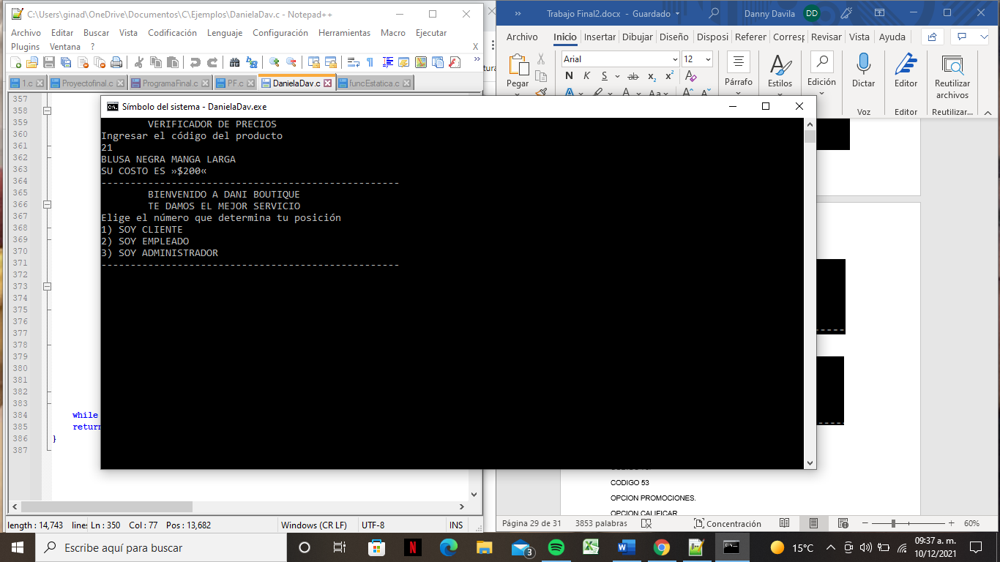 C:\Users\ginad\OneDrive\Documentos\C\Ejemplos\DanielaDav.c - Notepad++
Archivo Editar Buscar Vista Codificación Lenguaje Configuración Herramientas Macro Ejecutar
Plugins Ventana ? X
1.c Proyectofinal.c ProgramaFinal.c PF.c DanielaDav.c funcEstatica.c
357
358
359
360
361
362
363
364
365
366
367
368
369
370
371
372
373
374
375
376
377
378
379
380
381
382
383
384 while
385 return
386 }
387
length : 14,743 lines Ln : 350 Col : 77 Pos : 13,682 Windows (CR LF) UTF-8 INS
Trabajo Final2.docx - Guardado Danny Davila DD
Archivo Inicio Insertar Dibujar Diseño Disposi Referer Corresp Revisar Vista Ayuda
Arial 12
N K S ab x2 x2 A
Pegar Párrafo Estilos Edición Dictar Editor Reutilizar archivos
Voz Editor Reutilizar...
Símbolo del sistema - DanielaDav.exe
VERIFICADOR DE PRECIOS
Ingresar el código del producto
21
BLUSA NEGRA MANGA LARGA
SU COSTO ES »$200«
---------------------------------------------------
BIENVENIDO A DANI BOUTIQUE
TE DAMOS EL MEJOR SERVICIO
Elige el número que determina tu posición
1) SOY CLIENTE
2) SOY EMPLEADO
3) SOY ADMINISTRADOR
---------------------------------------------------
CODIGO 53
OPCION PROMOCIONES.
OPCION CALIFICAR
Página 29 de 31 3853 palabras Concentración 60%
Escribe aquí para buscar
3
15°C
09:37 a. m.
10/12/2021